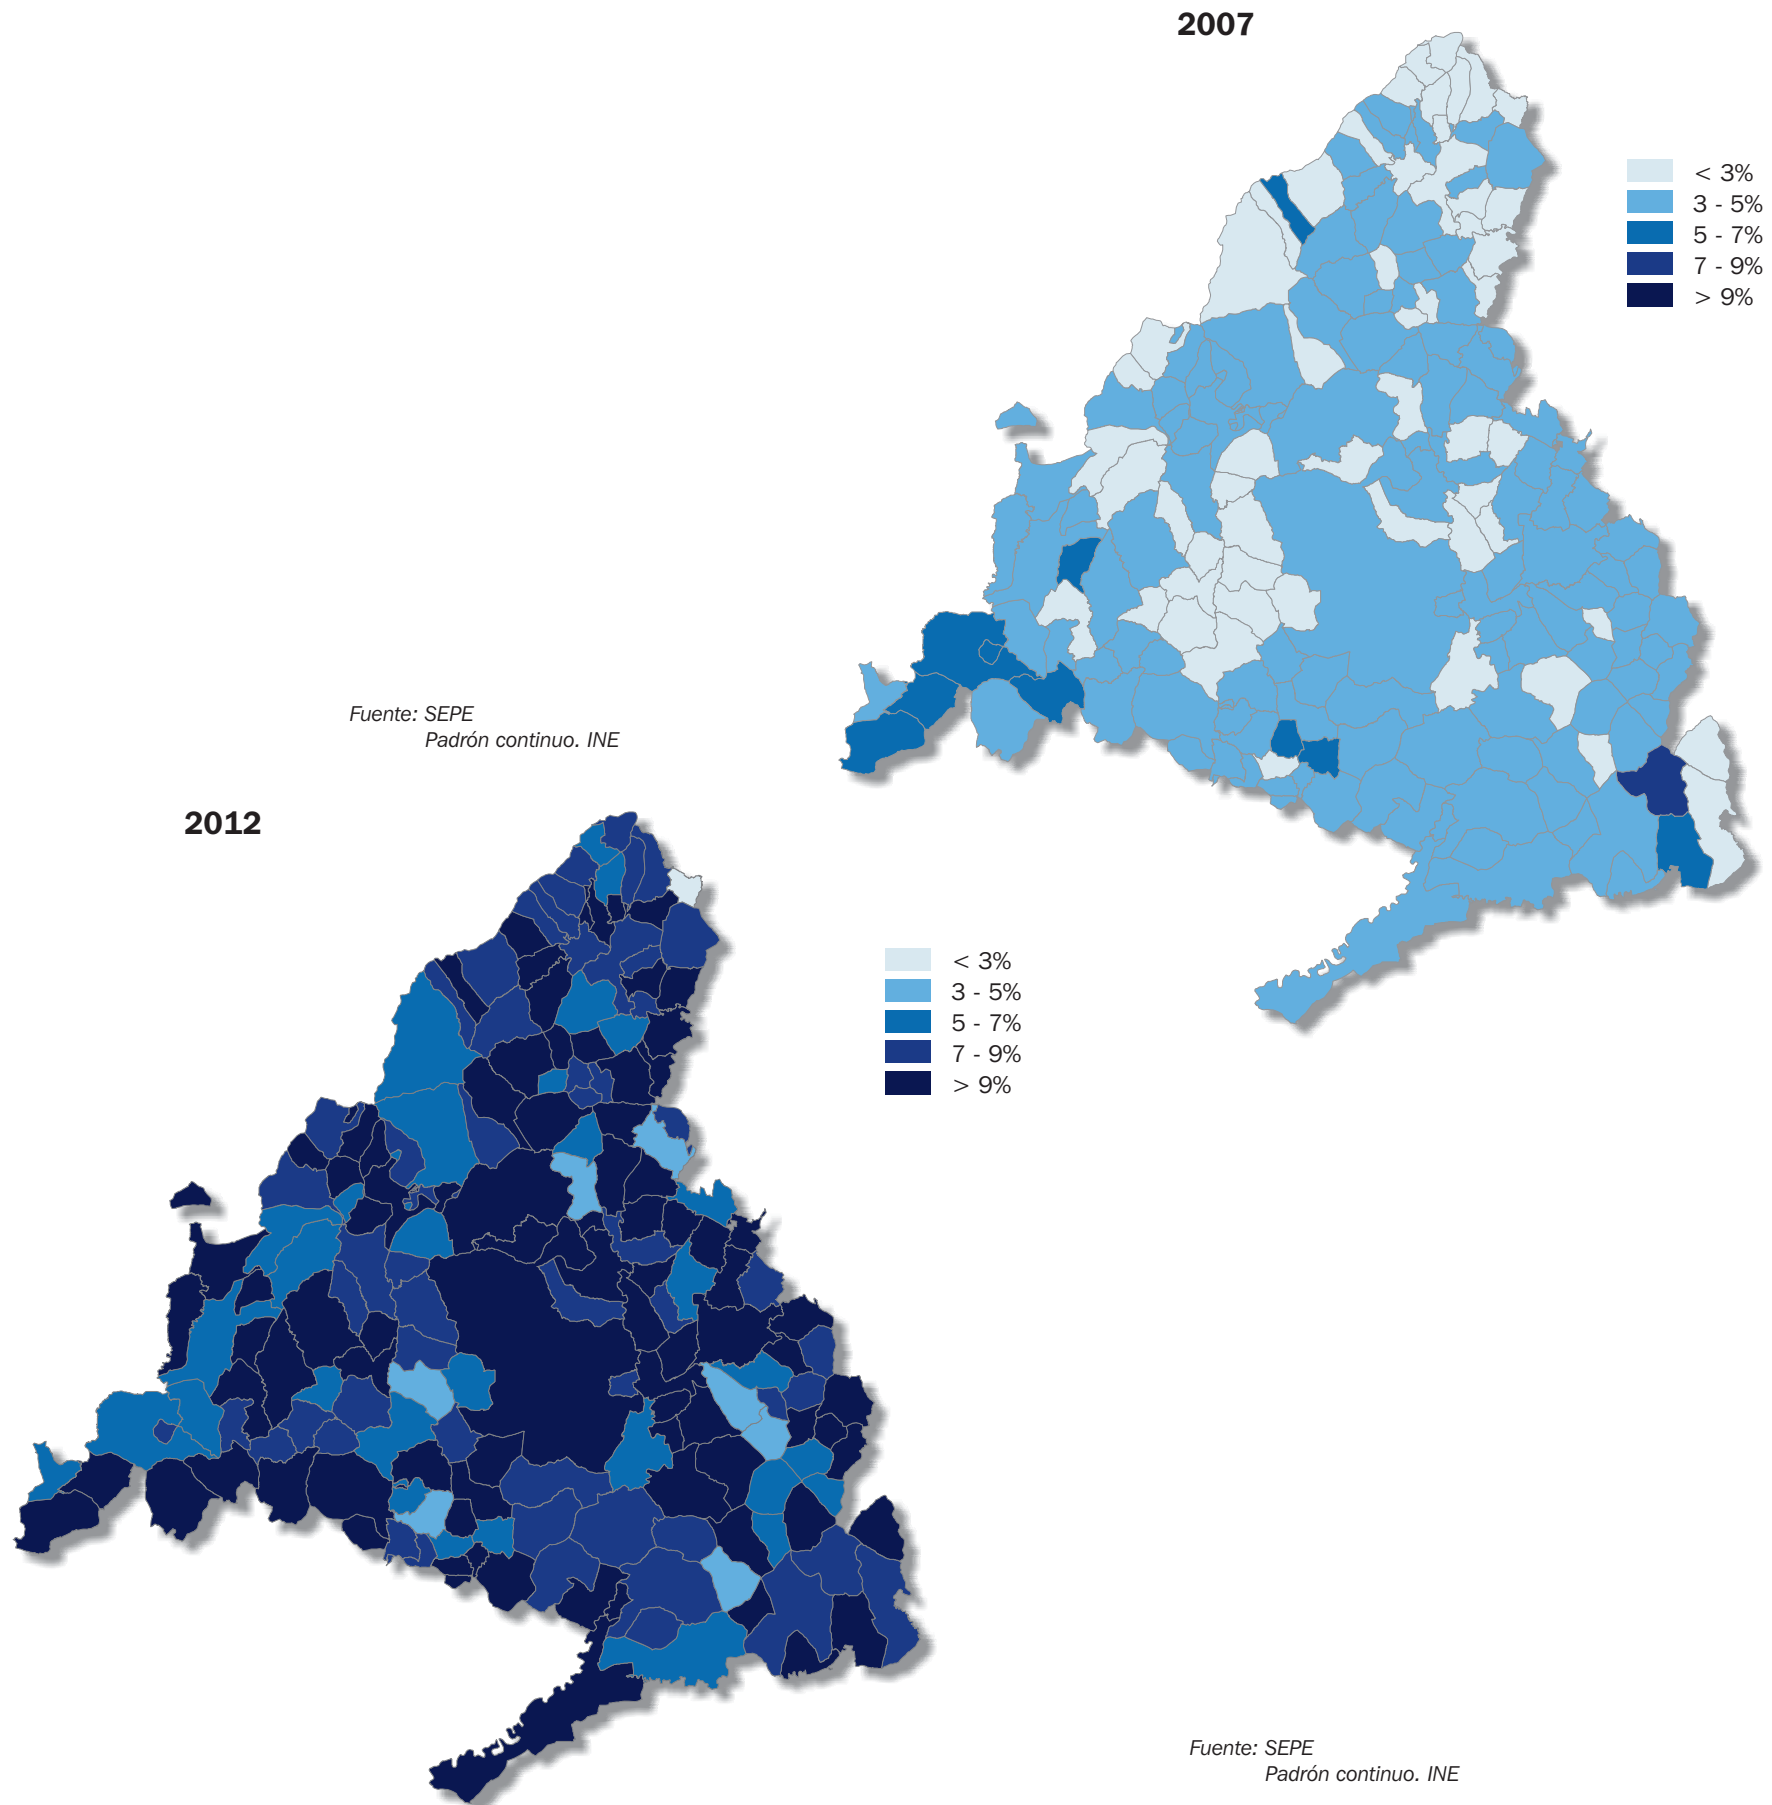 2007
< 3%
3 - 5%
5 - 7%
7 - 9%
> 9%
Fuente: SEPE
Padrón continuo. INE
2012
< 3%
3 - 5%
5 - 7%
7 - 9%
> 9%
Fuente: SEPE
Padrón continuo. INE